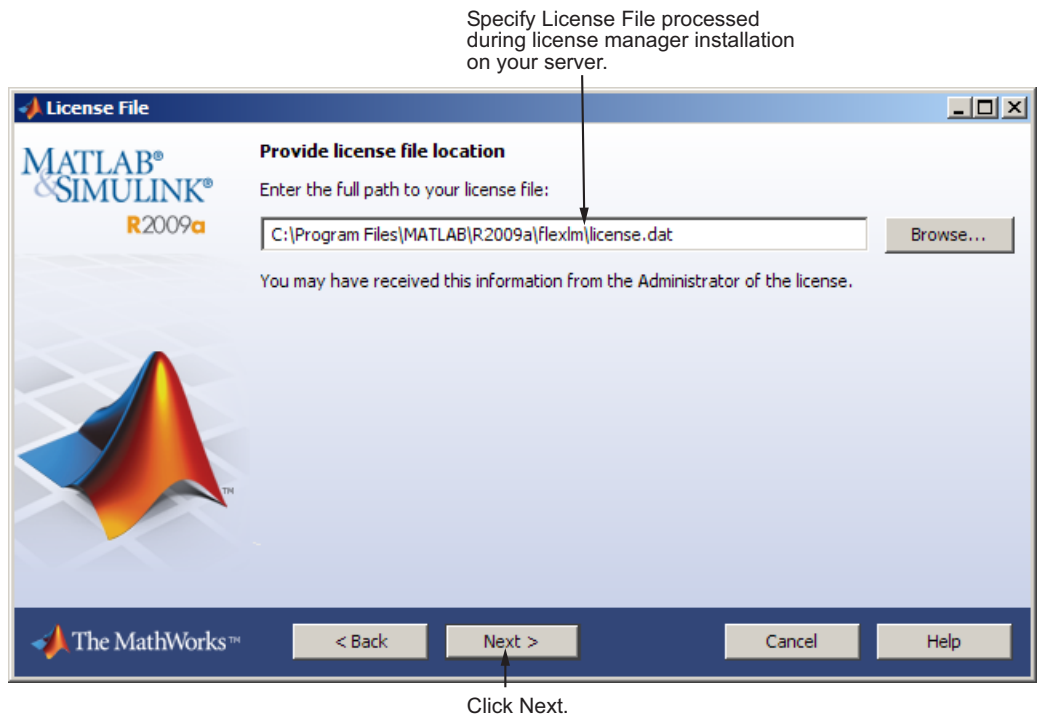 Specify License File processed
during license manager installation
on your server.
License File
MATLAB®
&SIMULINK®
R2009a
Provide license file location
Enter the full path to your license file:
C:\Program Files\MATLAB\R2009a\flexlm\license.dat
Browse...
You may have received this information from the Administrator of the license.
TM
The MathWorks™
< Back
Next >
Cancel
Help
Click Next.